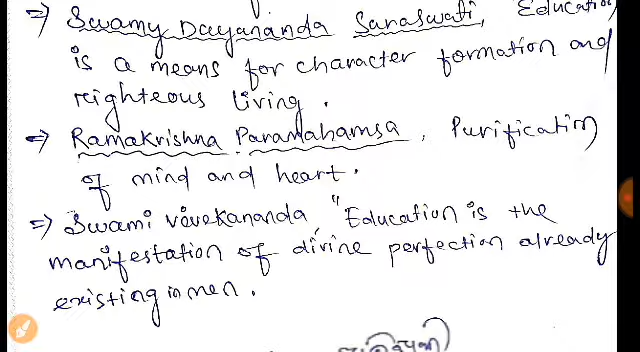 ⇒ Swamy Dayananda Saraswati, Education
is a means for character formation and
righteous living.
⇒ Ramakrishna Paramahamsa, Purification
of mind and heart.
⇒ Swami vivekananda, "Education is the
manifestation of divine perfection already
existing in men.